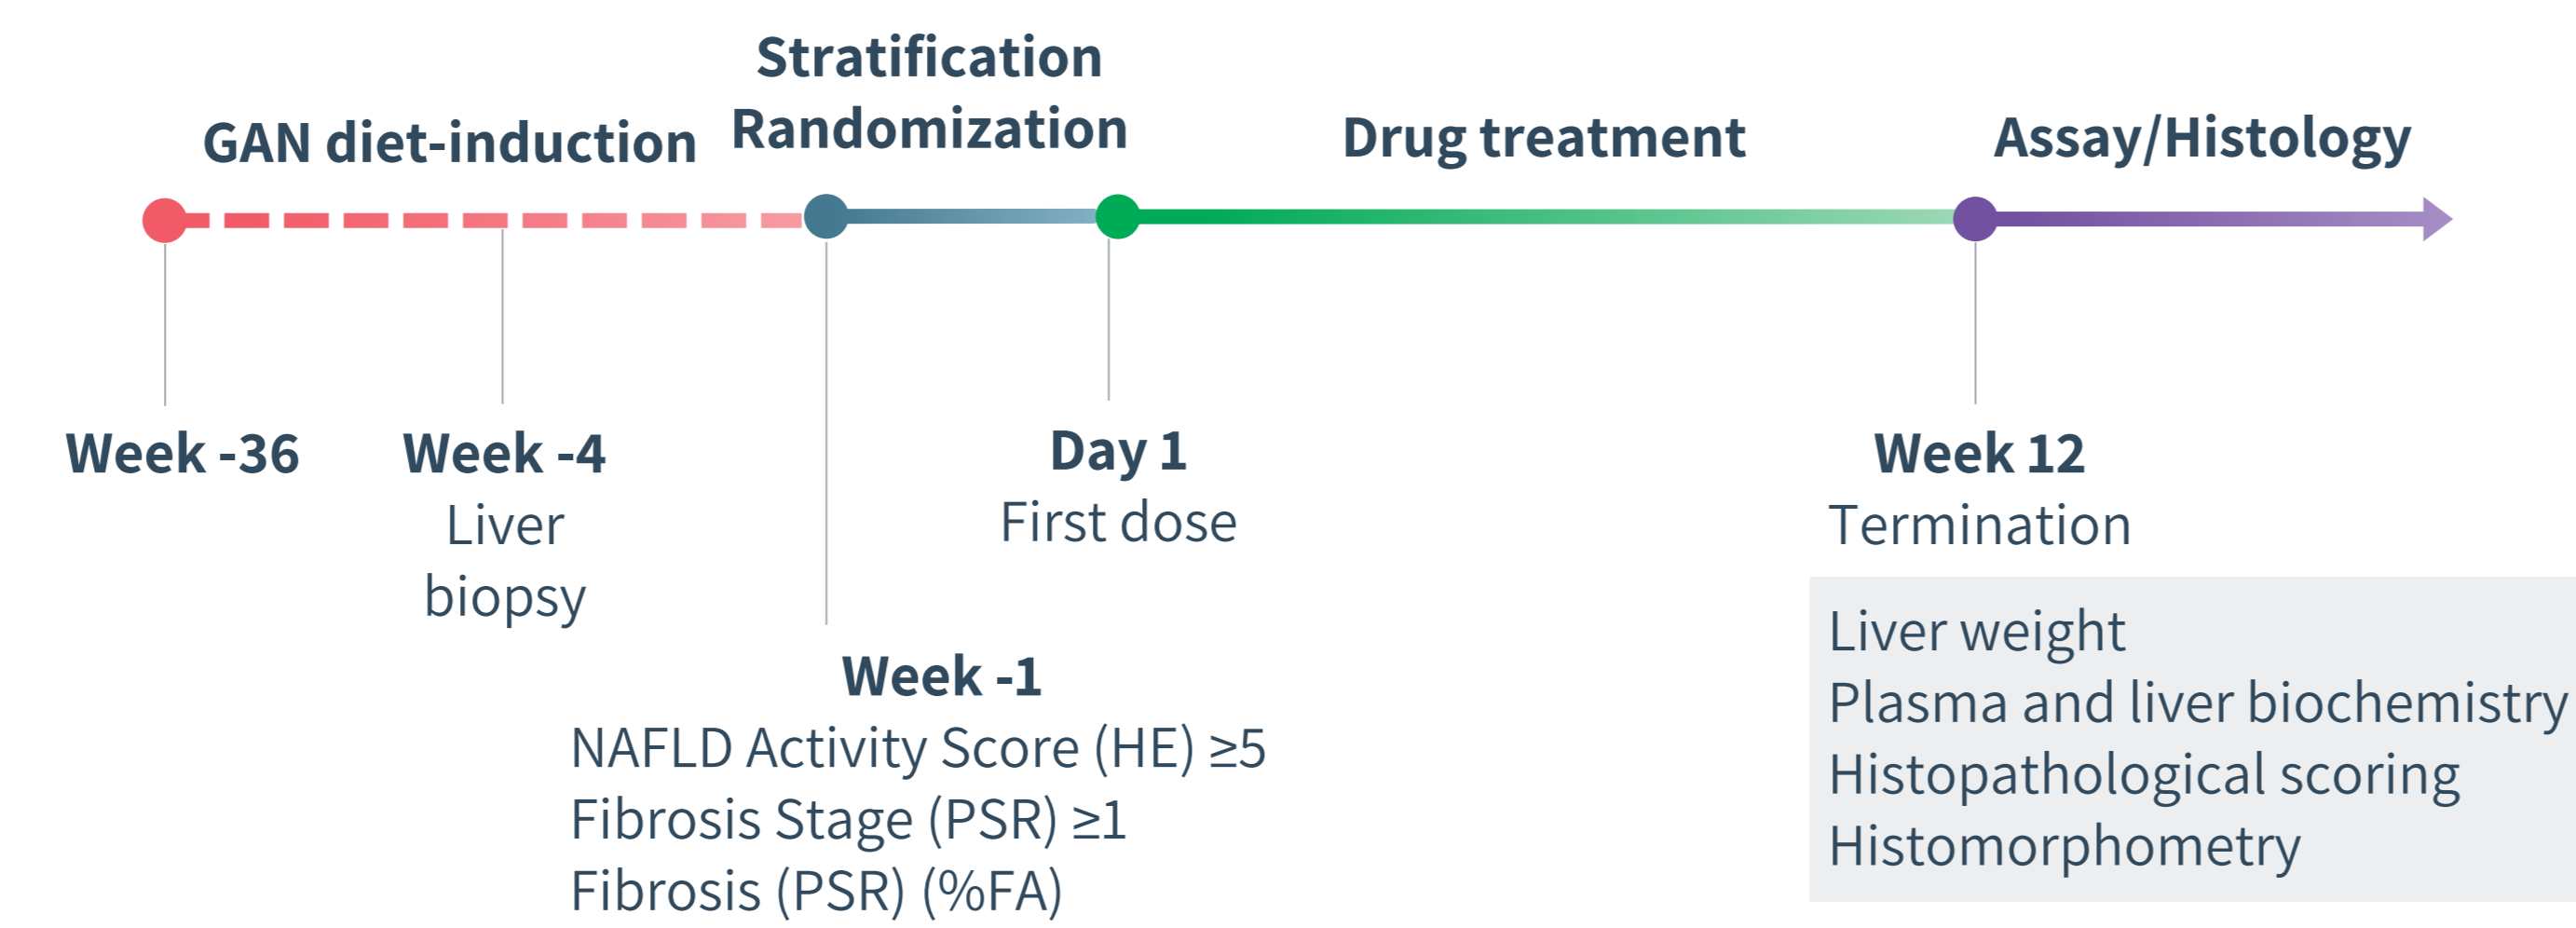 Stratification
Randomization
GAN diet-induction
Drug treatment
Assay/Histology
Week -36
Week -4
Liver
biopsy
Week -1
NAFLD Activity Score (HE) ≥5
Fibrosis Stage (PSR) ≥1
Fibrosis (PSR) (%FA)
Day 1
First dose
Week 12
Termination
Liver weight
Plasma and liver biochemistry
Histopathological scoring
Histomorphometry